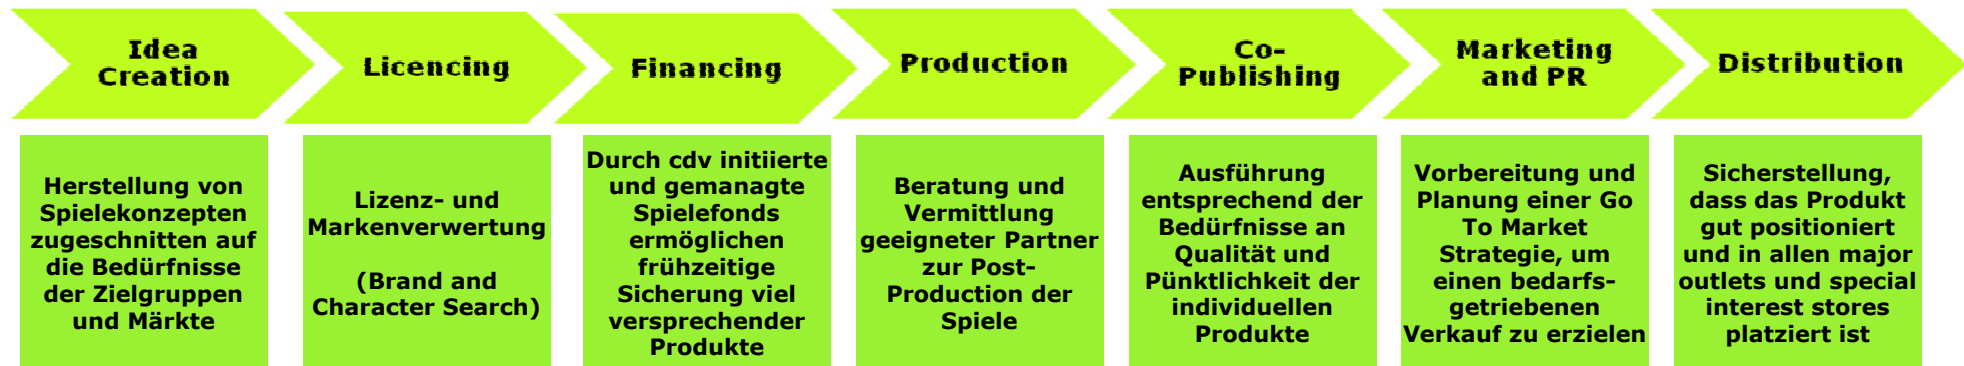 Idea
Creation
Licencing
Financing
Production
Co-
Publishing
Marketing
and PR
Distribution
Herstellung von
Spielekonzepten
zugeschnitten auf
die Bedürfnisse
der Zielgruppen
und Märkte
Lizenz- und
Markenverwertung
(Brand and
Character Search)
Durch cdv initiierte
und gemanagte
Spielefonds
ermöglichen
frühzeitige
Sicherung viel
versprechender
Produkte
Beratung und
Vermittlung
geeigneter Partner
zur Post-
Production der
Spiele
Ausführung
entsprechend der
Bedürfnisse an
Qualität und
Pünktlichkeit der
individuellen
Produkte
Vorbereitung und
Planung einer Go
To Market
Strategie, um
einen bedarfs-
getriebenen
Verkauf zu erzielen
Sicherstellung,
dass das Produkt
gut positioniert
und in allen major
outlets und special
interest stores
platziert ist